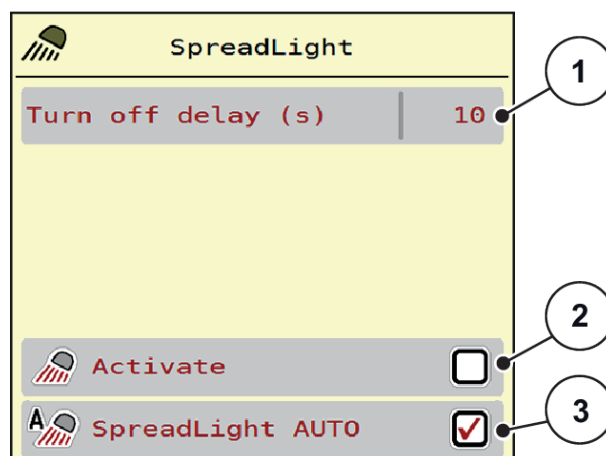 SpreadLight
Turn off delay (s) 10
1
Activate
2
A
SpreadLight AUTO
3